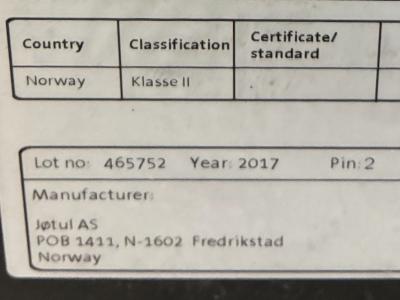 Country Classification Certificate/
standard
Norway Klasse II
Lot no: 465752 Year: 2017 Pin: 2
Manufacturer:
Jøtul AS
POB 1411, N-1602 Fredrikstad
Norway